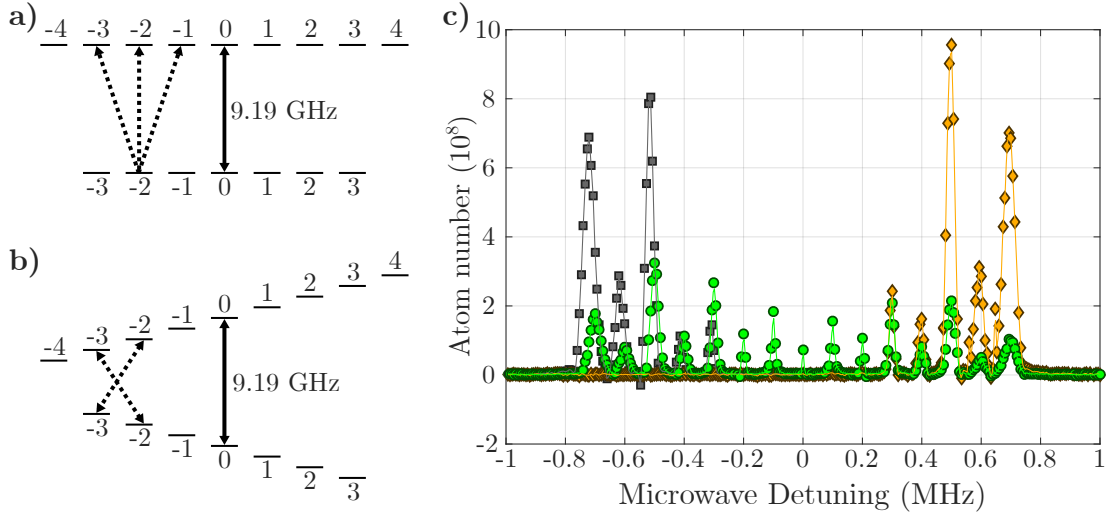 a)
-4 -3 -2 -1 0 1 2 3 4
9.19 GHz
-3 -2 -1 0 1 2 3
b)
-4 -3 -2 -1 0 1 2 3 4
9.19 GHz
-3 -2 -1 0 1 2 3
c)
Atom number (10⁸)
10
8
6
4
2
0
-2
-1 -0.8 -0.6 -0.4 -0.2 0 0.2 0.4 0.6 0.8 1
Microwave Detuning (MHz)